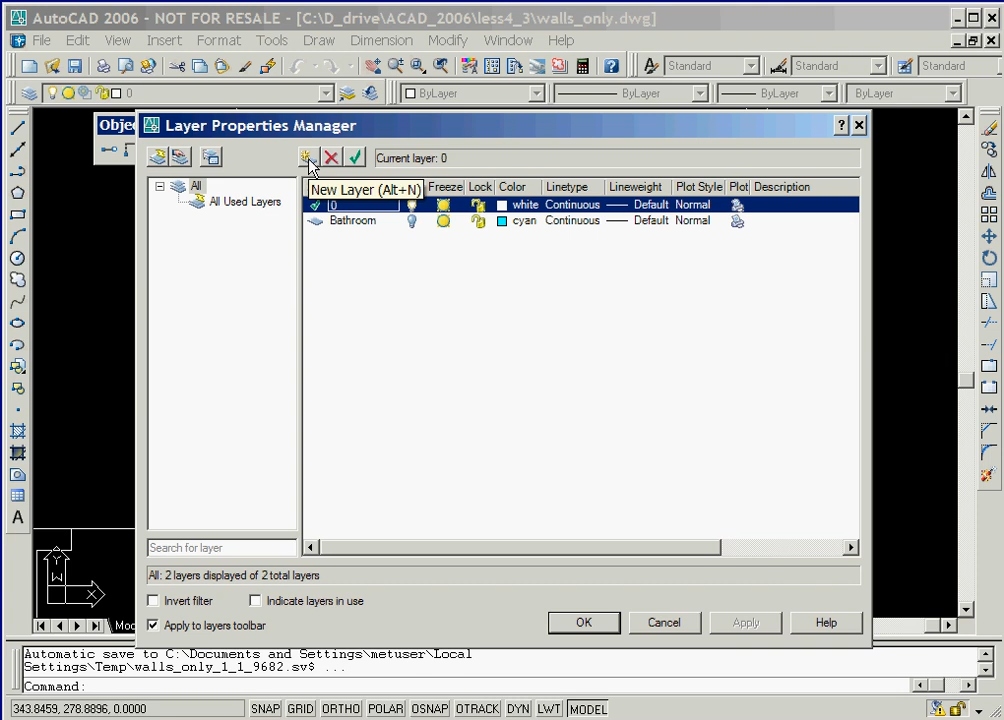 AutoCAD 2006 - NOT FOR RESALE - [C:\D_drive\ACAD_2006\less4_3\walls_only.dwg]
File Edit View Insert Format Tools Draw Dimension Modify Window Help
Standard Standard Standard
0 ByLayer ByLayer ByLayer ByLayer
Objec
Layer Properties Manager
Current layer: 0
New Layer (Alt+N)
Freeze Lock Color Linetype Lineweight Plot Style Plot Description
All
All Used Layers
0 white Continuous Default Normal
Bathroom cyan Continuous Default Normal
Search for layer
All: 2 layers displayed of 2 total layers
Invert filter Indicate layers in use
Apply to layers toolbar
OK Cancel Apply Help
Y
W
X
Mod
A
Automatic save to C:\Documents and Settings\metuser\Local
Settings\Temp\walls_only_1_1_9682.sv$ ...
Command:
343.8459, 278.8896, 0.0000 SNAP GRID ORTHO POLAR OSNAP OTRACK DYN LWT MODEL